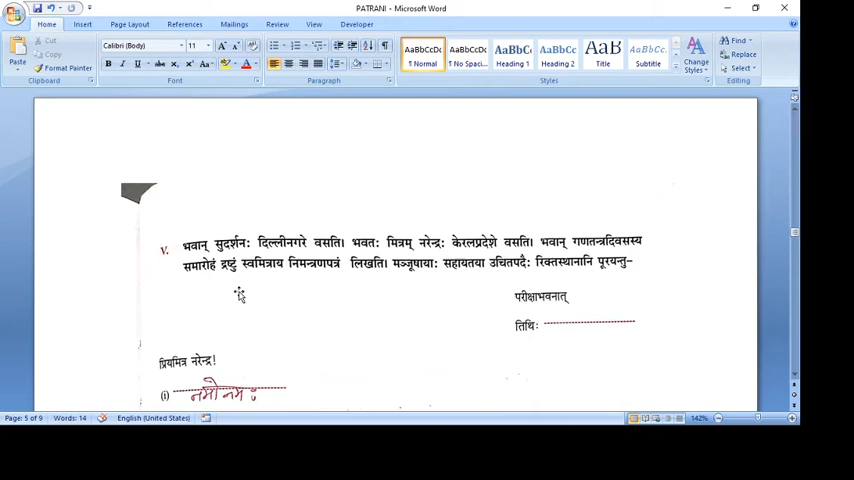 PATRANI - Microsoft Word
Home Insert Page Layout References Mailings Review View Developer
Cut
Copy
Format Painter
Paste
Clipboard
Calibri (Body) 11
Font
Paragraph
AaBbCcDc AaBbCcDc AaBbCc AaBbCc AaB AaBbCc.
¶ Normal ¶ No Spaci... Heading 1 Heading 2 Title Subtitle
Change Styles
Styles
Find
Replace
Select
Editing
V. भवान् सुदर्शनः दिल्लीनगरे वसति। भवतः मित्रम् नरेन्द्रः केरलप्रदेशे वसति। भवान् गणतन्त्रदिवसस्य
समारोहं द्रष्टुं स्वमित्राय निमन्त्रणपत्रं लिखति। मञ्जूषायाः सहायतया उचितपदैः रिक्तस्थानानि पूरयन्तु–
परीक्षाभवनात्
तिथिः
प्रियमित्र नरेन्द्र!
(i) नमो नमः
Page: 5 of 9 Words: 14 English (United States) 142%